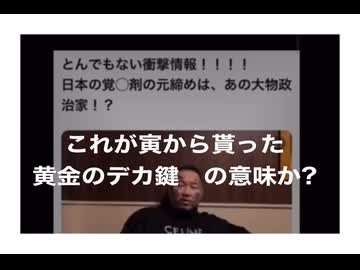 とんでもない衝撃情報！！！！
日本の覚◯剤の元締めは、あの大物政
治家！？
これが寅から貰った
黄金のデカ鍵 の意味か?
CELINE